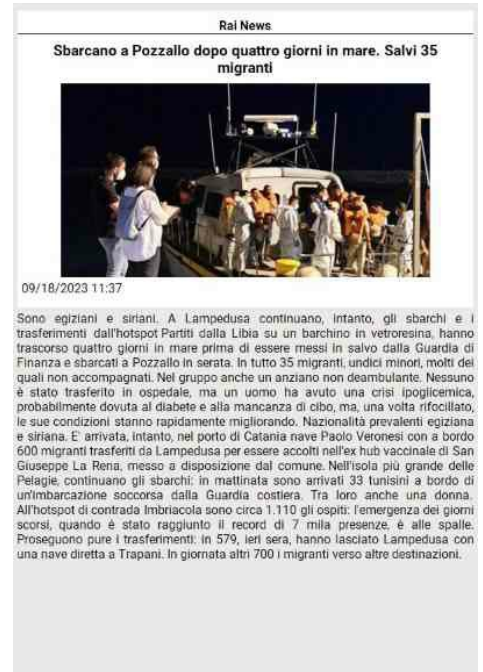 Rai News
Sbarcano a Pozzallo dopo quattro giorni in mare. Salvi 35
migranti
09/18/2023 11:37
Sono egiziani e siriani. A Lampedusa continuano, intanto, gli sbarchi e i
trasferimenti dall'hotspot Partiti dalla Libia su un barchino in vetroresina, hanno
trascorso quattro giorni in mare prima di essere messi in salvo dalla Guardia di
Finanza e sbarcati a Pozzallo in serata. In tutto 35 migranti, undici minori, molti dei
quali non accompagnati. Nel gruppo anche un anziano non deambulante. Nessuno
è stato trasferito in ospedale, ma un uomo ha avuto una crisi ipoglicemica,
probabilmente dovuta al diabete e alla mancanza di cibo, ma, una volta rifocillato,
le sue condizioni stanno rapidamente migliorando. Nazionalità prevalenti egiziana
e siriana. E' arrivata, intanto, nel porto di Catania nave Paolo Veronesi con a bordo
600 migranti trasferiti da Lampedusa per essere accolti nell'ex hub vaccinale di San
Giuseppe La Rena, messo a disposizione dal comune. Nell'isola più grande delle
Pelagie, continuano gli sbarchi: in mattinata sono arrivati 33 tunisini a bordo di
un'imbarcazione soccorsa dalla Guardia costiera. Tra loro anche una donna.
All'hotspot di contrada Imbriacola sono circa 1.110 gli ospiti: l'emergenza dei giorni
scorsi, quando è stato raggiunto il record di 7 mila presenze, è alle spalle.
Proseguono pure i trasferimenti: in 579, ieri sera, hanno lasciato Lampedusa con
una nave diretta a Trapani. In giornata altri 700 i migranti verso altre destinazioni.